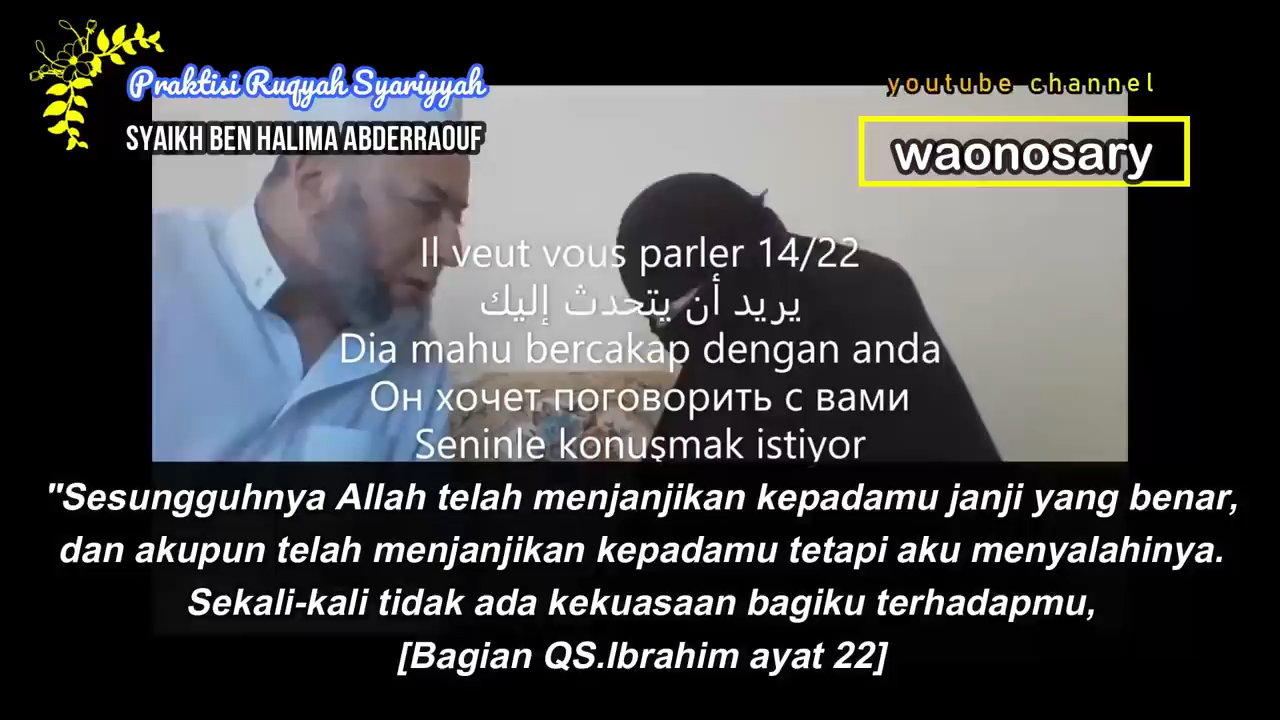 Praktisi Ruqyah Syariyyah
SYAIKH BEN HALIMA ABDERRAOUF
youtube channel
waonosary
Il veut vous parler 14/22
يريد أن يتحدث إليك
Dia mahu bercakap dengan anda
Он хочет поговорить с вами
Seninle konuşmak istiyor
"Sesungguhnya Allah telah menjanjikan kepadamu janji yang benar,
dan akupun telah menjanjikan kepadamu tetapi aku menyalahinya.
Sekali-kali tidak ada kekuasaan bagiku terhadapmu,
[Bagian QS.Ibrahim ayat 22]